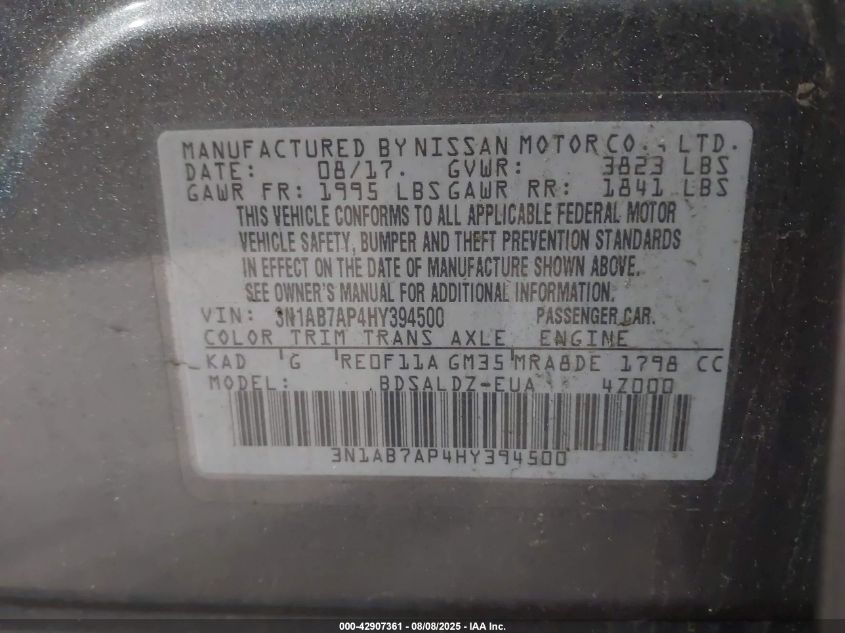 MANUFACTURED BY NISSAN MOTOR CO., LTD.
DATE: 08/17. GVWR: 3823 LBS
GAWR FR: 1995 LBS GAWR RR: 1841 LBS
THIS VEHICLE CONFORMS TO ALL APPLICABLE FEDERAL MOTOR
VEHICLE SAFETY, BUMPER AND THEFT PREVENTION STANDARDS
IN EFFECT ON THE DATE OF MANUFACTURE SHOWN ABOVE.
SEE OWNER'S MANUAL FOR ADDITIONAL INFORMATION.
VIN: 3N1AB7AP4HY394500 PASSENGER CAR.
COLOR TRIM TRANS AXLE ENGINE
KAD G RE0F11A GM35 MRA8DE 1798 CC
MODEL: BDSALDZ-EUA 4Z000
3N1AB7AP4HY394500
000-42907361 | 08/08/2025 - IAA Inc.